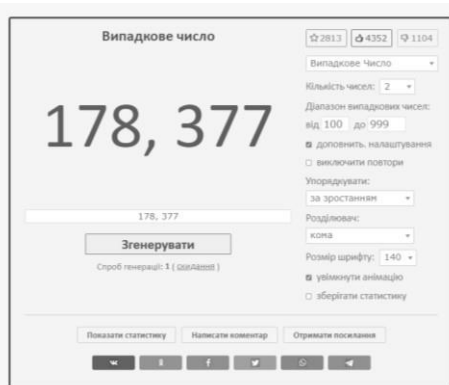 Випадкове число
178, 377
178, 377
Згенерувати
Спроб генерації: 1 ( скидання )
2813 4352 1104
Випадкове Число
Кількість чисел: 2
Діапазон випадкових чисел:
від 100 до 999
доповнить. налаштування
виключити повтори
Упорядкувати:
за зростанням
Розділювач:
кома
Розмір шрифту: 140
увімкнути анімацію
зберігати статистику
Показати статистику Написати коментар Отримати посилання